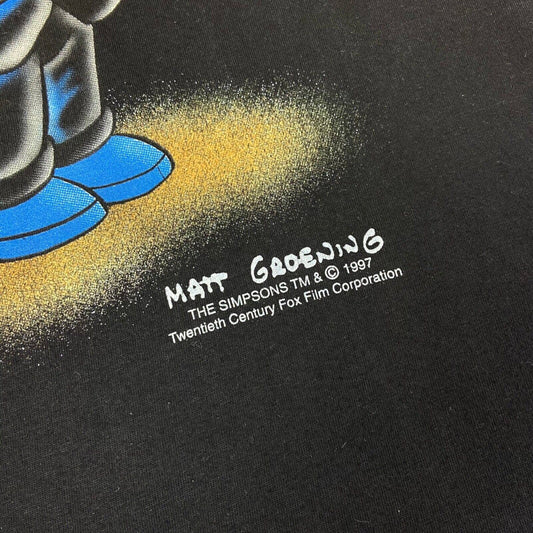 MATT GROENING
THE SIMPSONS TM & © 1997
Twentieth Century Fox Film Corporation